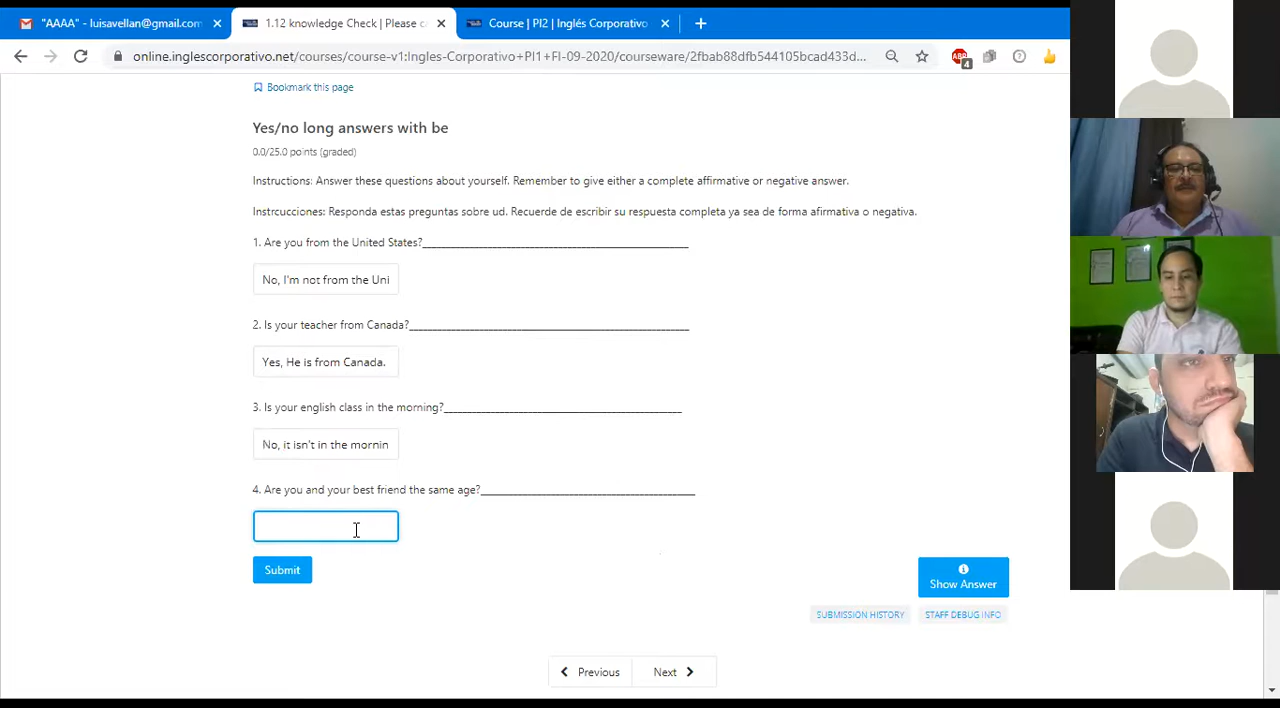 "AAAA" - luisavellan@gmail.com
1.12 knowledge Check | Please c
Course | PI2 | Inglés Corporativo
online.inglescorporativo.net/courses/course-v1:Ingles-Corporativo+PI1+FI-09-2020/courseware/2fbab88dfb544105bcad433d...
4
Bookmark this page
Yes/no long answers with be
0.0/25.0 points (graded)
Instructions: Answer these questions about yourself. Remember to give either a complete affirmative or negative answer.
Instrcucciones: Responda estas preguntas sobre ud. Recuerde de escribir su respuesta completa ya sea de forma afirmativa o negativa.
1. Are you from the United States?
No, I'm not from the Uni
2. Is your teacher from Canada?
Yes, He is from Canada.
3. Is your english class in the morning?
No, it isn't in the mornin
4. Are you and your best friend the same age?
Submit
Show Answer
SUBMISSION HISTORY
STAFF DEBUG INFO
Previous
Next